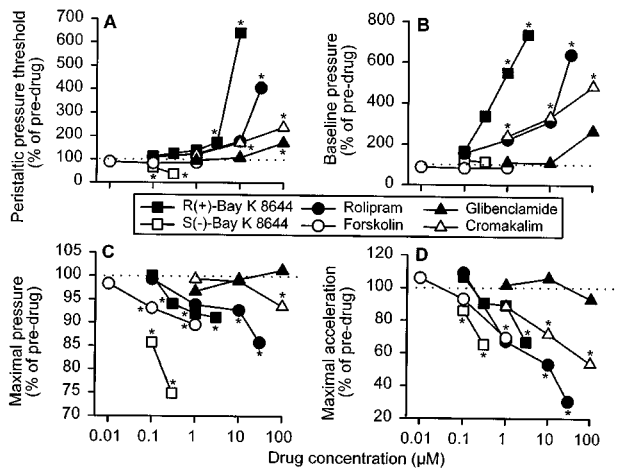 A
B
Peristaltic pressure threshold
(% of pre-drug)
700
600
500
400
300
200
100
0
Baseline pressure
(% of pre-drug)
800
600
400
200
0
R(+)-Bay K 8644
Rolipram
Glibenclamide
S(-)-Bay K 8644
Forskolin
Cromakalim
C
D
Maximal pressure
(% of pre-drug)
105
100
95
90
85
80
75
70
Maximal acceleration
(% of pre-drug)
120
100
80
60
40
20
0.01 0.1 1 10 100
0.01 0.1 1 10 100
Drug concentration (µM)